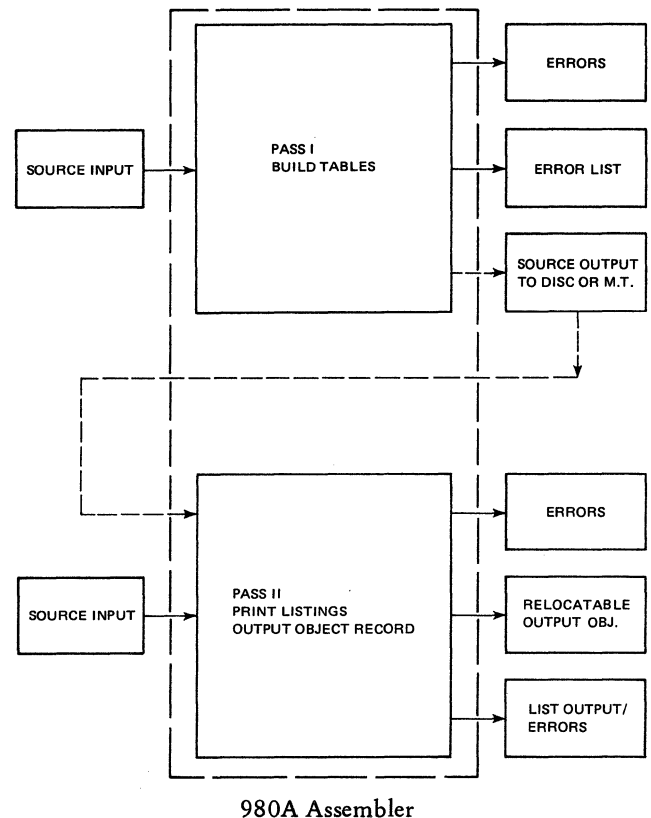 ERRORS
PASS I
BUILD TABLES
SOURCE INPUT
ERROR LIST
SOURCE OUTPUT
TO DISC OR M.T.
ERRORS
PASS II
PRINT LISTINGS
OUTPUT OBJECT RECORD
SOURCE INPUT
RELOCATABLE
OUTPUT OBJ.
LIST OUTPUT/
ERRORS
980A Assembler